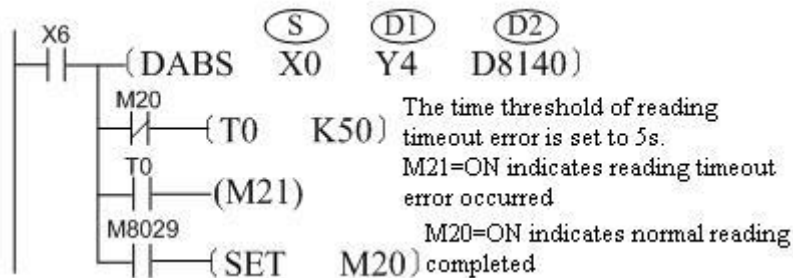 S D1 D2
X6
DABS X0 Y4 D8140
M20
T0 K50
The time threshold of reading
timeout error is set to 5s.
T0
(M21)
M21=ON indicates reading timeout
error occurred
M8029
SET M20
M20=ON indicates normal reading
completed